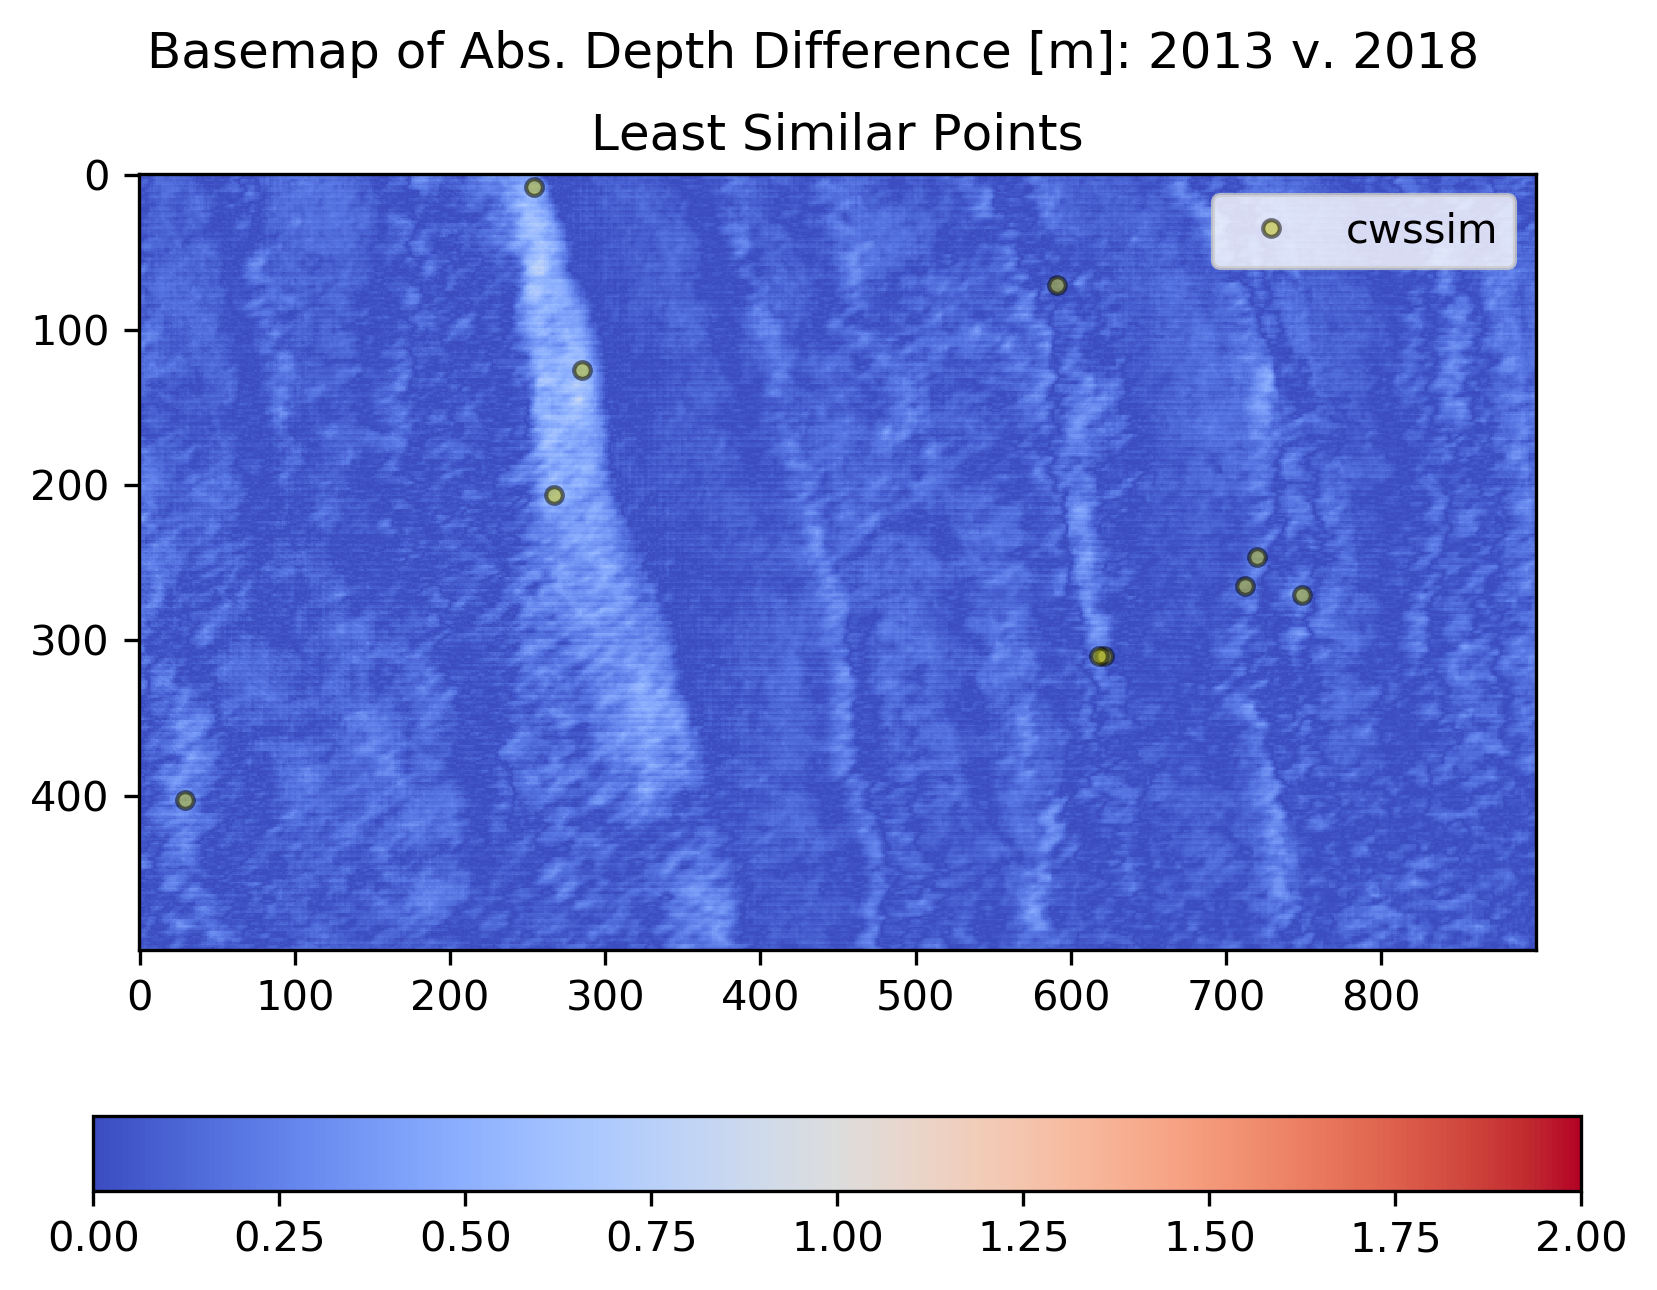 Basemap of Abs. Depth Difference [m]: 2013 v. 2018
Least Similar Points
cwssim
0
100
200
300
400
0 100 200 300 400 500 600 700 800
0.00 0.25 0.50 0.75 1.00 1.25 1.50 1.75 2.00